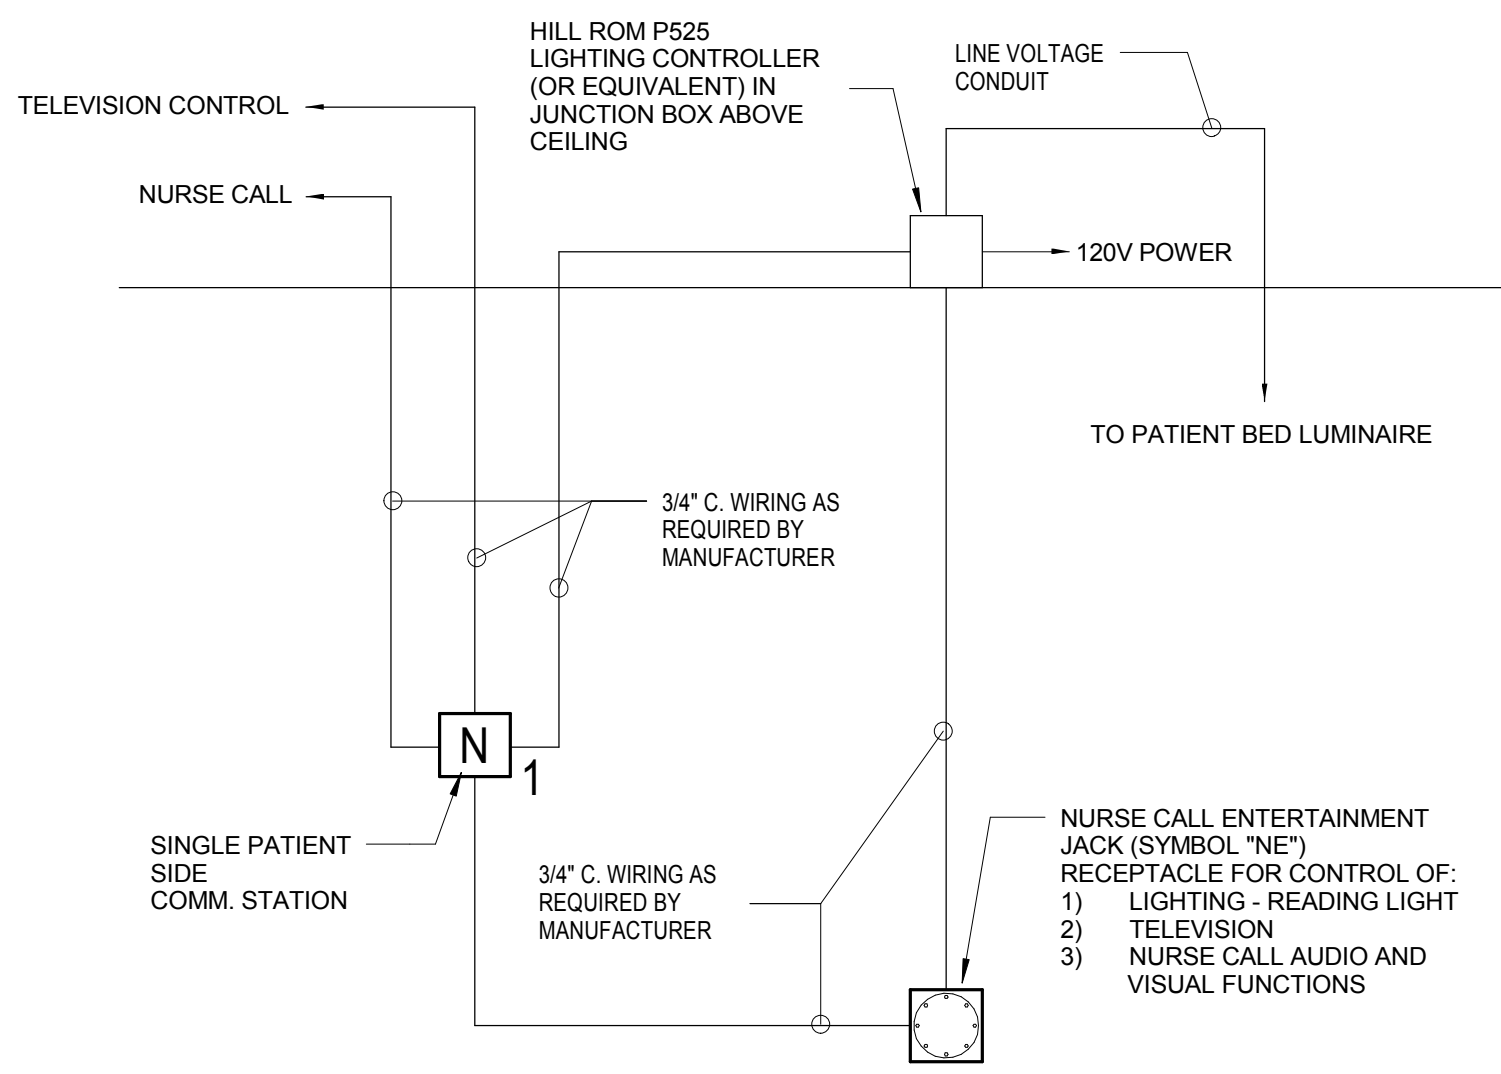 HILL ROM P525
LIGHTING CONTROLLER
(OR EQUIVALENT) IN
JUNCTION BOX ABOVE
CEILING
LINE VOLTAGE
CONDUIT
TELEVISION CONTROL
NURSE CALL
120V POWER
TO PATIENT BED LUMINAIRE
3/4" C. WIRING AS
REQUIRED BY
MANUFACTURER
N
1
SINGLE PATIENT
SIDE
COMM. STATION
3/4" C. WIRING AS
REQUIRED BY
MANUFACTURER
NURSE CALL ENTERTAINMENT
JACK (SYMBOL "NE")
RECEPTACLE FOR CONTROL OF:
1) LIGHTING - READING LIGHT
2) TELEVISION
3) NURSE CALL AUDIO AND
VISUAL FUNCTIONS